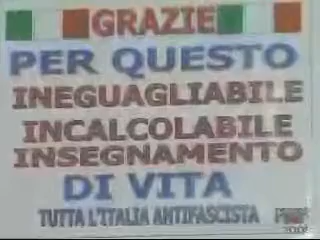 GRAZIE
PER QUESTO
INEGUAGLIABILE
INCALCOLABILE
INSEGNAMENTO
DI VITA
TUTTA L'ITALIA ANTIFASCISTA